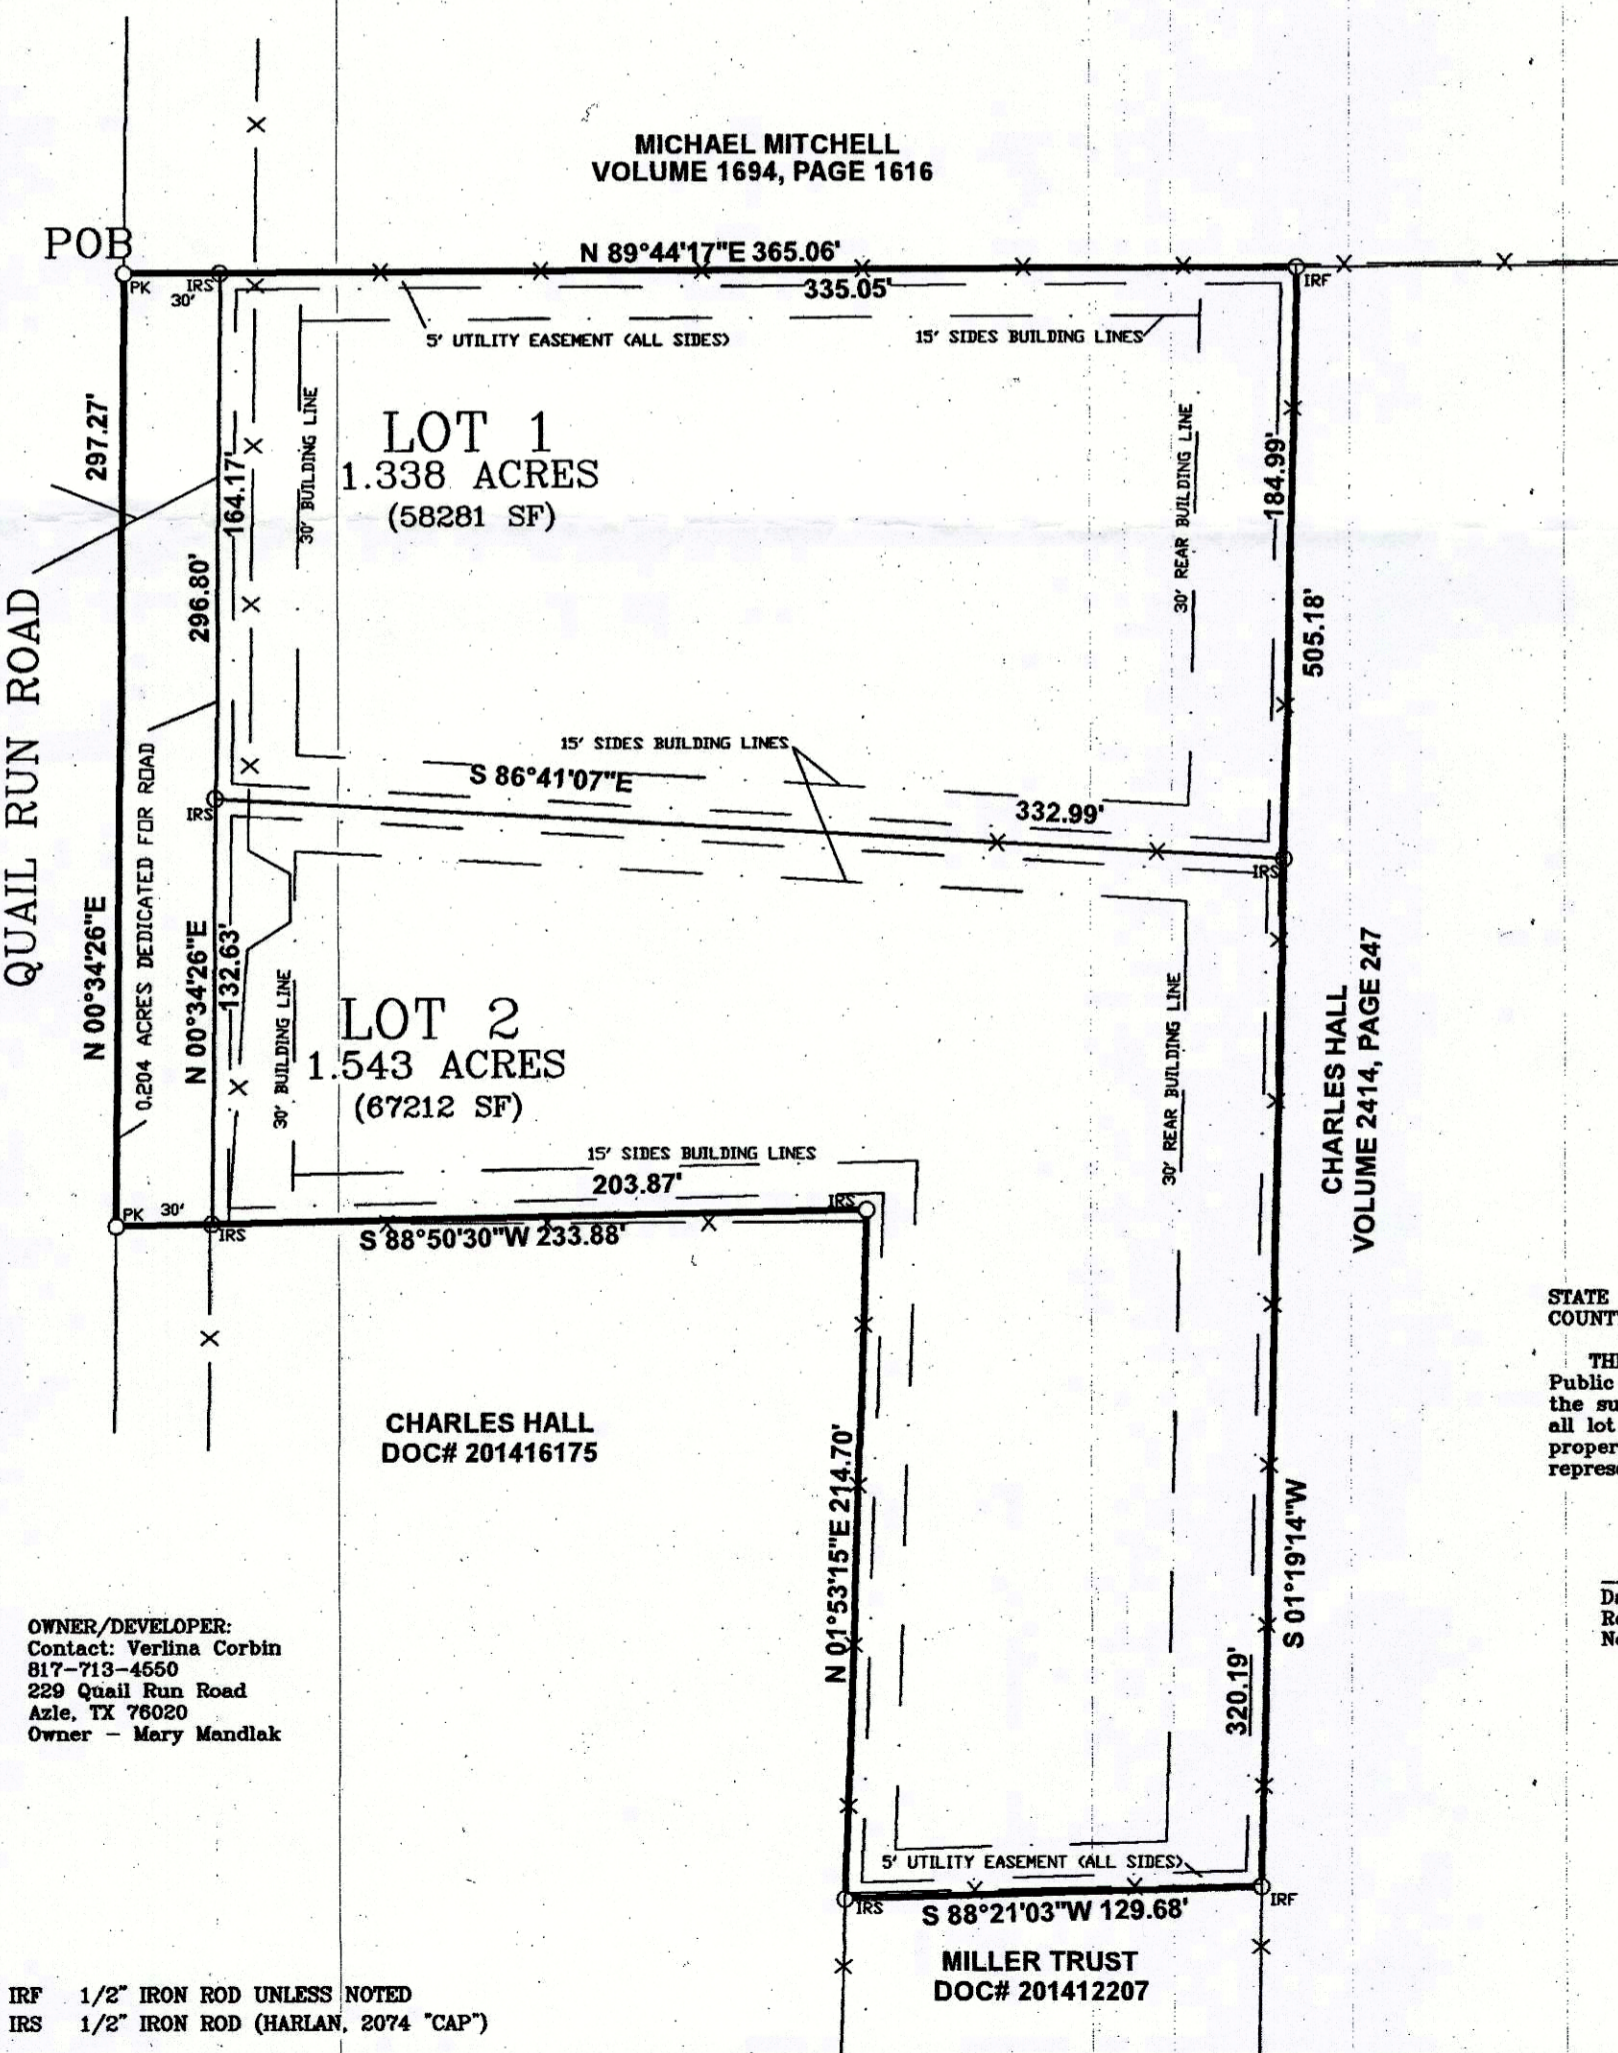 MICHAEL MITCHELL
VOLUME 1694, PAGE 1616
POB
N 89°44'17"E 365.06'
335.05'
PK
30'
IRS
IRF
5' UTILITY EASEMENT (ALL SIDES)
15' SIDES BUILDING LINES
297.27'
164.17'
30' BUILDING LINE
LOT 1
1.338 ACRES
(58281 SF)
30' REAR BUILDING LINE
184.99'
296.80'
505.18'
QUAIL RUN ROAD
15' SIDES BUILDING LINES
S 86°41'07"E
332.99'
IRS
IRS
0.204 ACRES DEDICATED FOR ROAD
N 00°34'26"E
N 00°34'26"E
132.63'
30' BUILDING LINE
LOT 2
1.543 ACRES
(67212 SF)
30' REAR BUILDING LINE
CHARLES HALL
VOLUME 2414, PAGE 247
15' SIDES BUILDING LINES
203.87'
IRS
PK
30'
IRS
S 88°50'30"W 233.88'
CHARLES HALL
DOC# 201416175
N 01°53'15"E 214.70'
S 01°19'14"W
320.19'
STATE
COUNT
THE
Public
the su
all lot
proper
repres
OWNER/DEVELOPER:
Contact: Verlina Corbin
817-713-4550
229 Quail Run Road
Azle, TX 76020
Owner - Mary Mandlak
5' UTILITY EASEMENT (ALL SIDES)
IRS
IRF
S 88°21'03"W 129.68'
MILLER TRUST
DOC# 201412207
IRF 1/2" IRON ROD UNLESS NOTED
IRS 1/2" IRON ROD (HARLAN, 2074 "CAP")